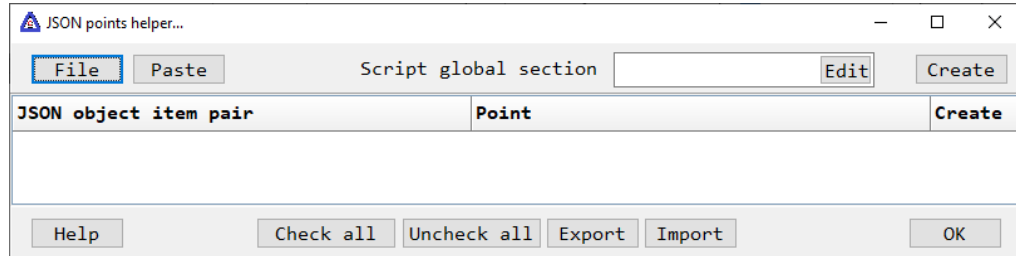 JSON points helper...
File Paste Script global section Edit Create
JSON object item pair Point Create
Help Check all Uncheck all Export Import OK